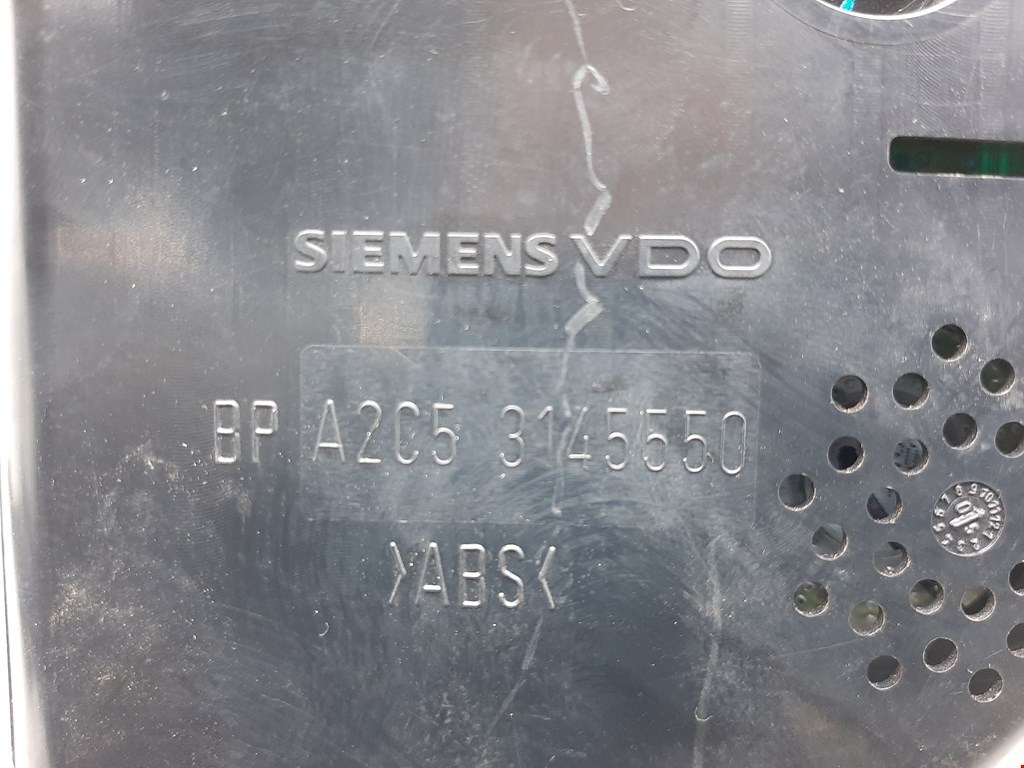 SIEMENS VDO
BP A2C5 3145550
>ABS<